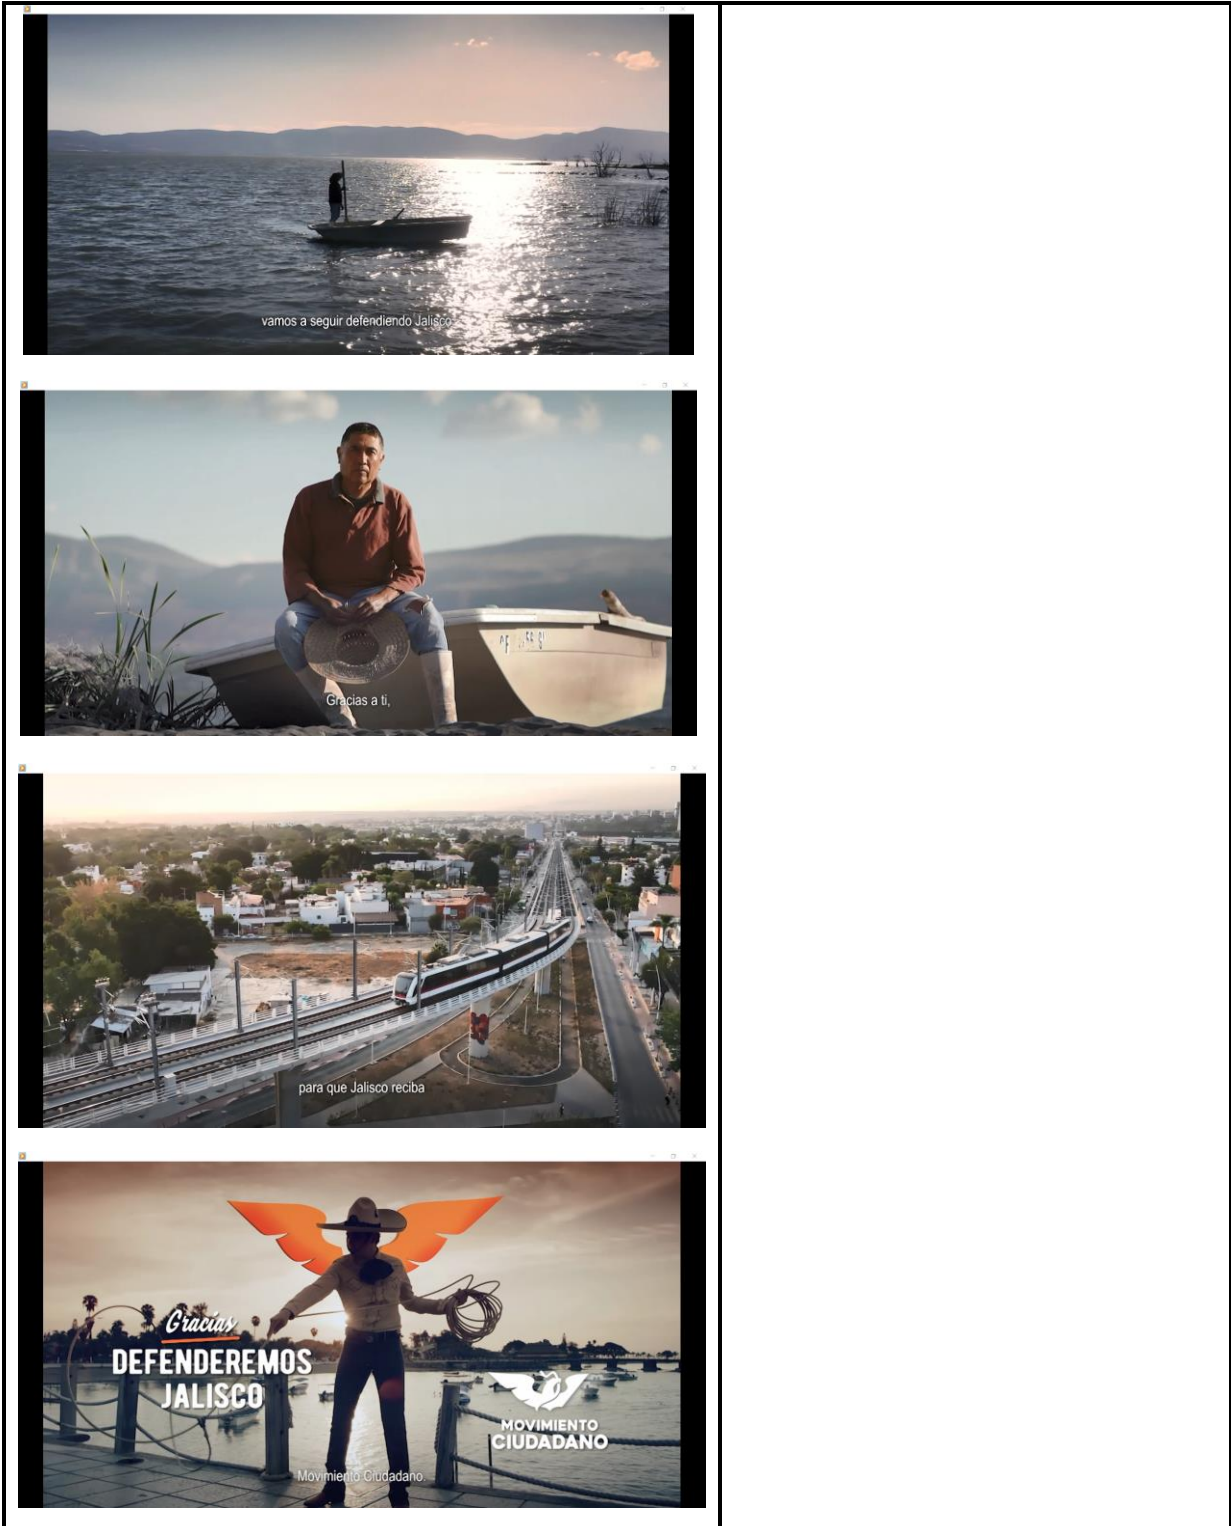 vamos a seguir defendiendo Jalisco
Gracias a ti,
para que Jalisco reciba
Gracias
DEFENDEREMOS
JALISCO
MOVIMIENTO
CIUDADANO
Movimiento Ciudadano.